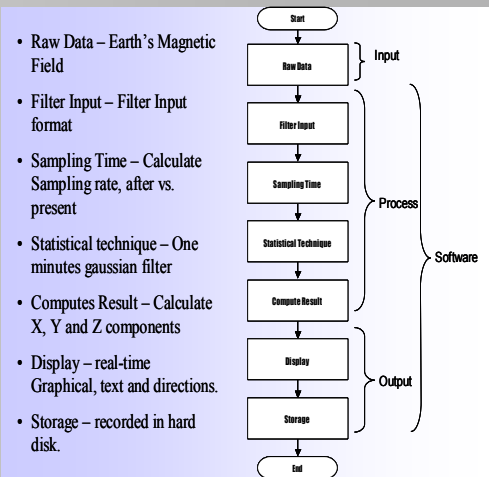 • Raw Data – Earth's Magnetic
Field
• Filter Input – Filter Input
format
• Sampling Time – Calculate
Sampling rate, after vs.
present
• Statistical technique – One
minutes gaussian filter
• Computes Result – Calculate
X, Y and Z components
• Display – real-time
Graphical, text and directions.
• Storage – recorded in hard
disk.
Start
Raw Data
Filter Input
Sampling Time
Statistical Technique
Compute Result
Display
Storage
End
Input
Process
Output
Software